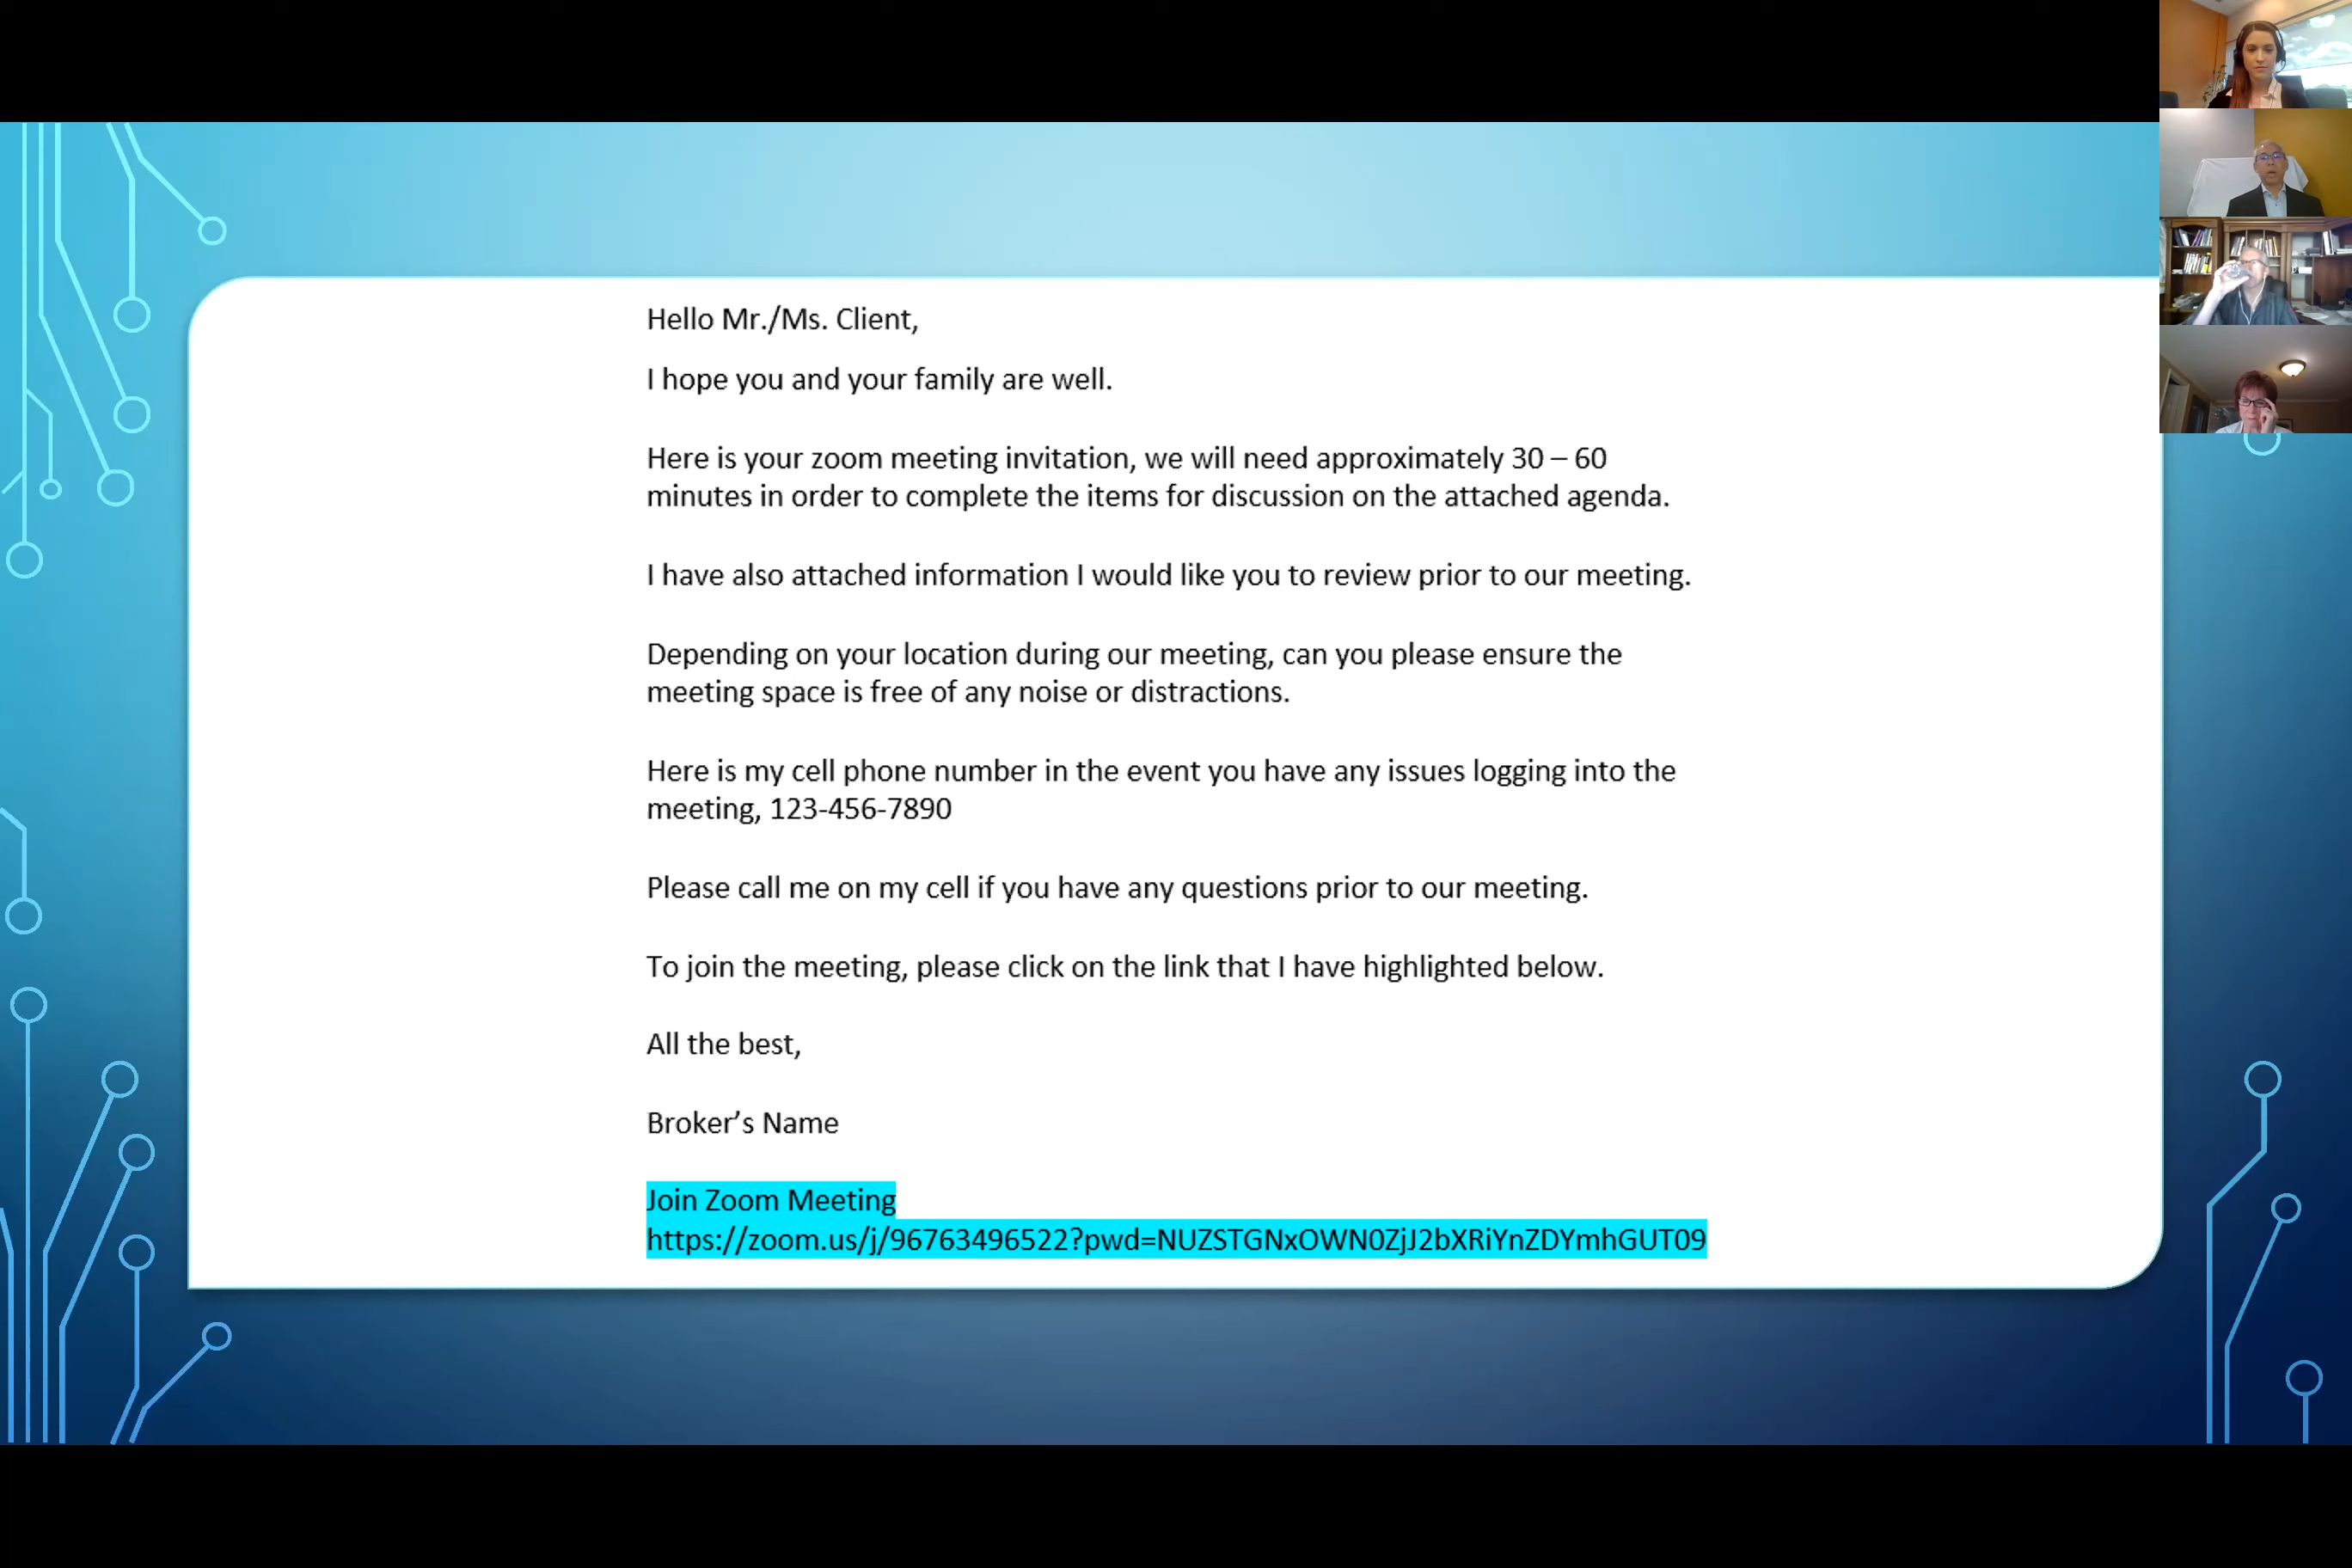 Hello Mr./Ms. Client,
I hope you and your family are well.
Here is your zoom meeting invitation, we will need approximately 30 – 60
minutes in order to complete the items for discussion on the attached agenda.
I have also attached information I would like you to review prior to our meeting.
Depending on your location during our meeting, can you please ensure the
meeting space is free of any noise or distractions.
Here is my cell phone number in the event you have any issues logging into the
meeting, 123-456-7890
Please call me on my cell if you have any questions prior to our meeting.
To join the meeting, please click on the link that I have highlighted below.
All the best,
Broker’s Name
Join Zoom Meeting
https://zoom.us/j/96763496522?pwd=NUZSTGNxOWN0ZjJ2bXRiYnZDYmhGUT09